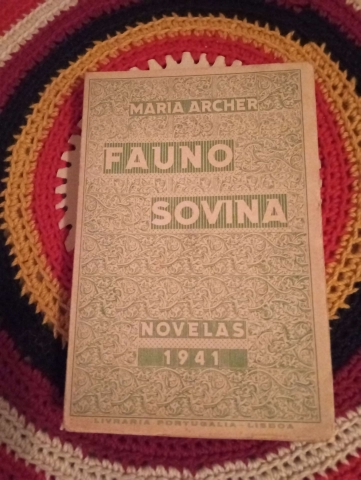 MARIA ARCHER
FAUNO
SOVINA
NOVELAS
1941
LIVRARIA PORTUGALIA - LISBOA